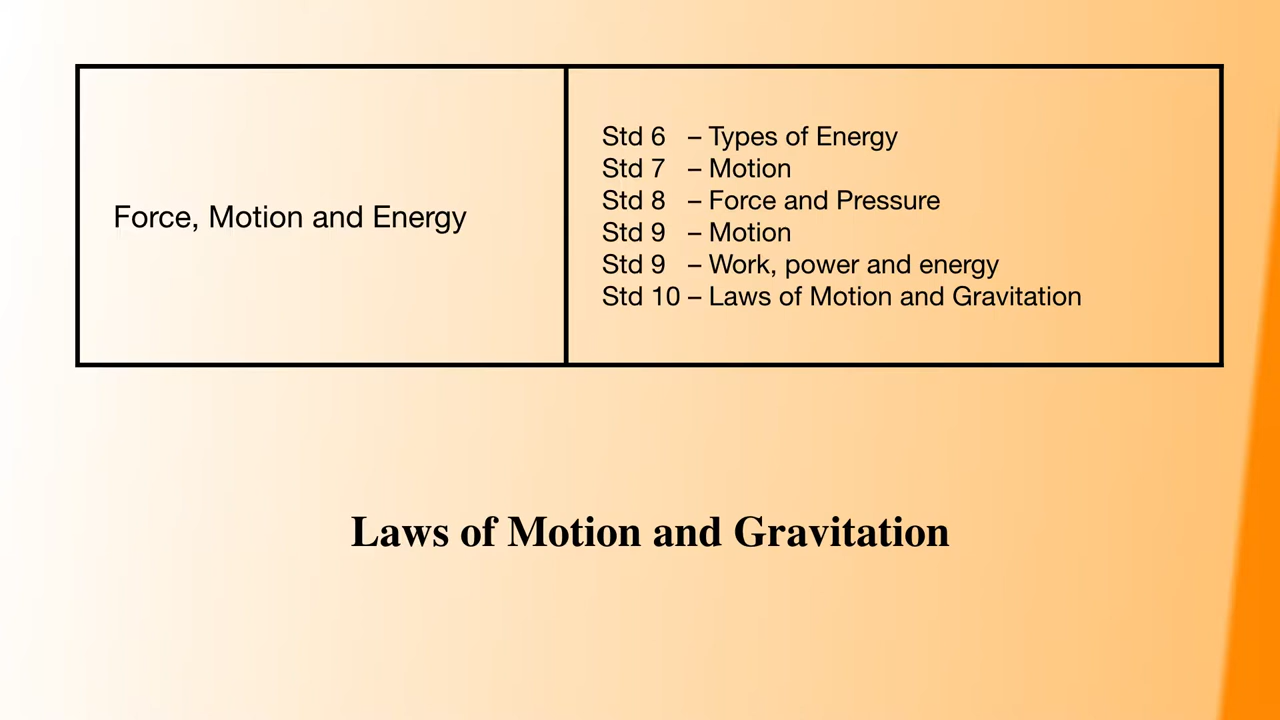 Force, Motion and Energy
Std 6 – Types of Energy
Std 7 – Motion
Std 8 – Force and Pressure
Std 9 – Motion
Std 9 – Work, power and energy
Std 10 – Laws of Motion and Gravitation
Laws of Motion and Gravitation